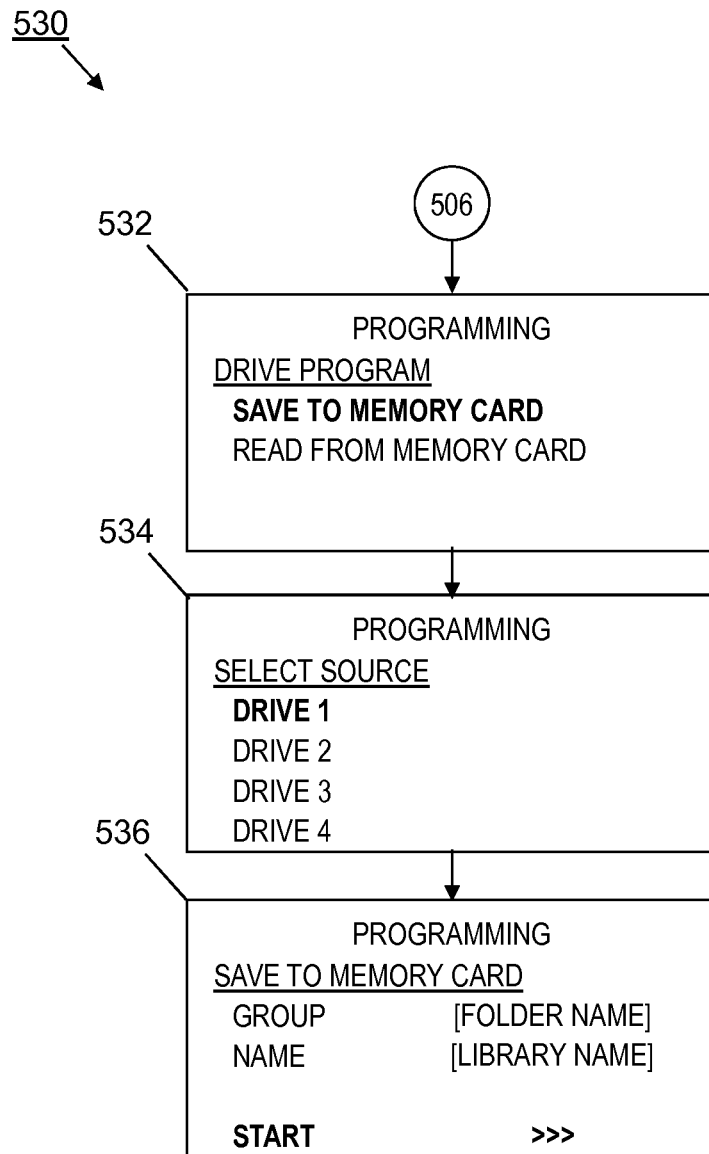 530
506
532
PROGRAMMING
DRIVE PROGRAM
SAVE TO MEMORY CARD
READ FROM MEMORY CARD
534
PROGRAMMING
SELECT SOURCE
DRIVE 1
DRIVE 2
DRIVE 3
DRIVE 4
536
PROGRAMMING
SAVE TO MEMORY CARD
GROUP [FOLDER NAME]
NAME [LIBRARY NAME]
START >>>